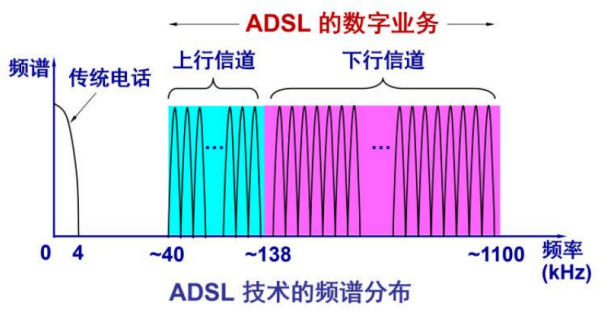 ADSL 的数字业务
上行信道 下行信道
频谱
传统电话
... ...
0 4 ~40 ~138 ~1100 频率
(kHz)
ADSL 技术的频谱分布